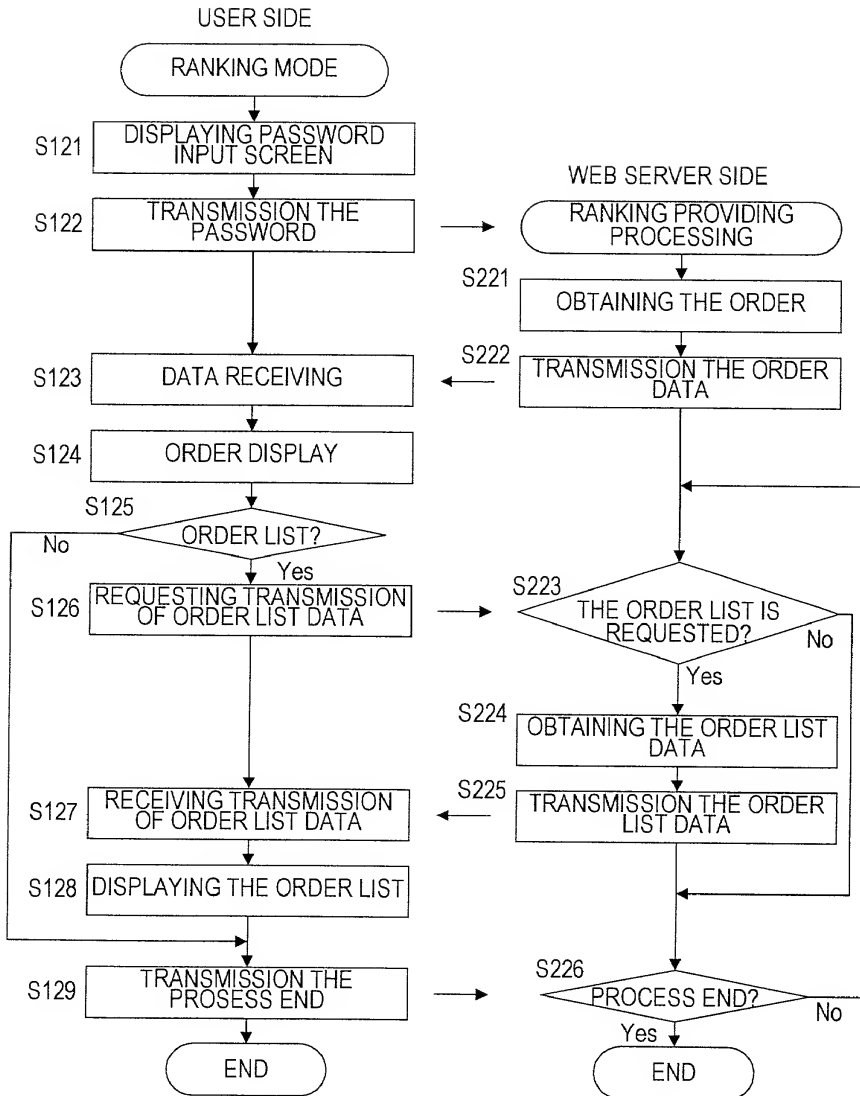 USER SIDE
RANKING MODE
S121
DISPLAYING PASSWORD
INPUT SCREEN
S122
TRANSMISSION THE
PASSWORD
WEB SERVER SIDE
RANKING PROVIDING
PROCESSING
S221
OBTAINING THE ORDER
S222
TRANSMISSION THE ORDER
DATA
S123
DATA RECEIVING
S124
ORDER DISPLAY
S125
ORDER LIST?
No
Yes
S126
REQUESTING TRANSMISSION
OF ORDER LIST DATA
S223
THE ORDER LIST IS
REQUESTED?
No
Yes
S224
OBTAINING THE ORDER LIST
DATA
S225
TRANSMISSION THE ORDER
LIST DATA
S127
RECEIVING TRANSMISSION
OF ORDER LIST DATA
S128
DISPLAYING THE ORDER LIST
S129
TRANSMISSION THE
PROSESS END
S226
PROCESS END?
No
Yes
END
END